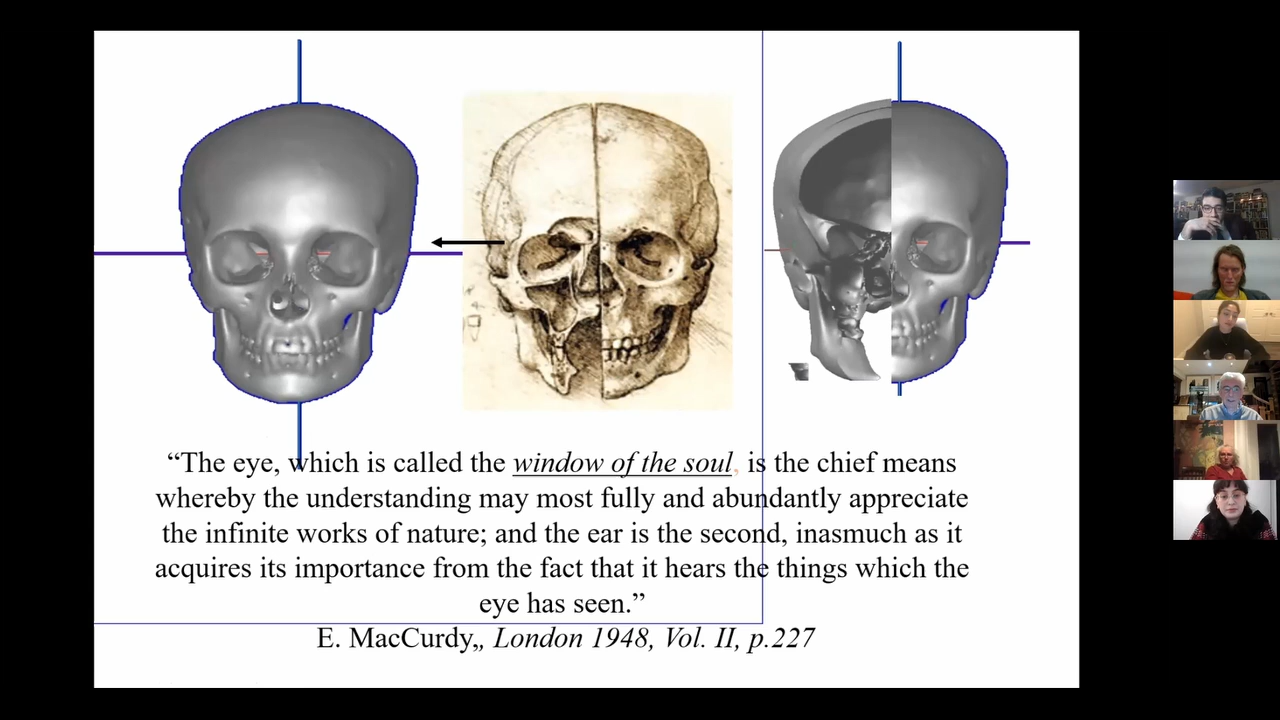 “The eye, which is called the window of the soul, is the chief means
whereby the understanding may most fully and abundantly appreciate
the infinite works of nature; and the ear is the second, inasmuch as it
acquires its importance from the fact that it hears the things which the
eye has seen.”
E. MacCurdy,, London 1948, Vol. II, p.227